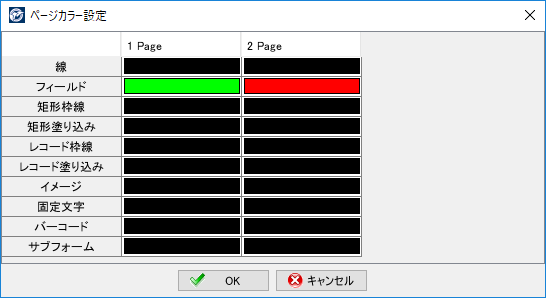 ページカラー設定
1 Page 2 Page
線
フィールド
矩形枠線
矩形塗り込み
レコード枠線
レコード塗り込み
イメージ
固定文字
バーコード
サブフォーム
OK キャンセル